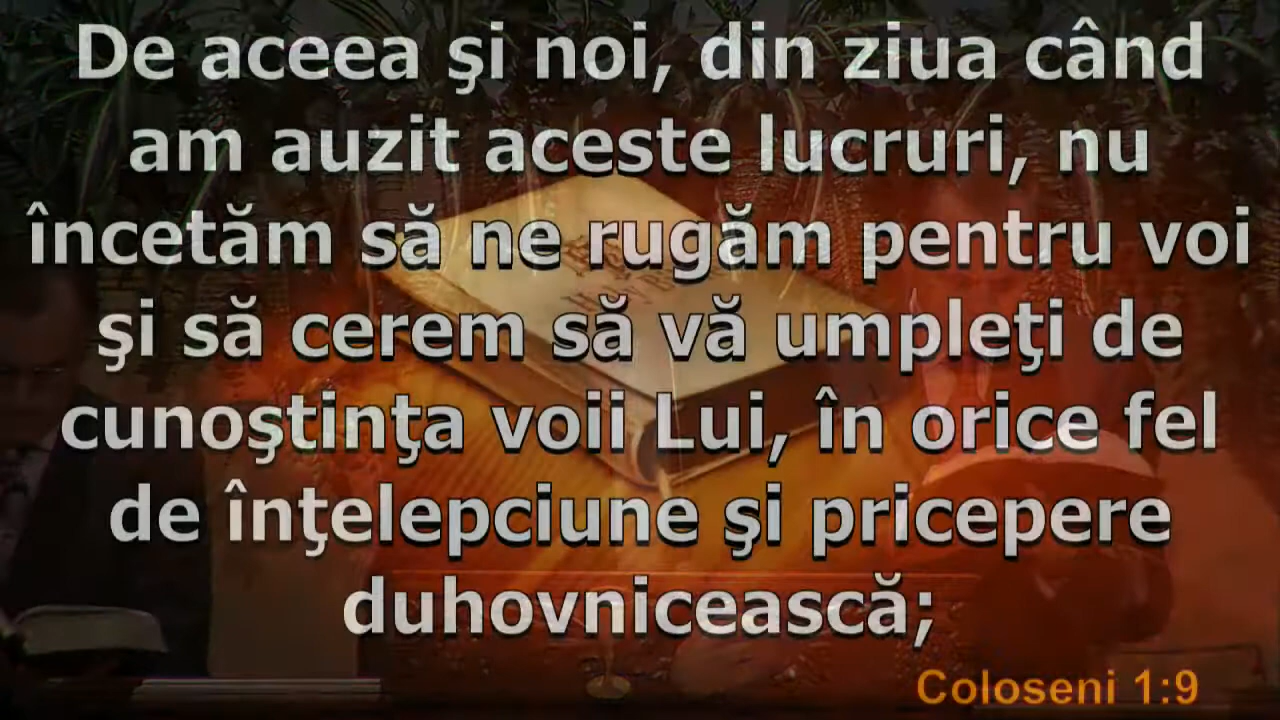 De aceea şi noi, din ziua când
am auzit aceste lucruri, nu
încetăm să ne rugăm pentru voi
şi să cerem să vă umpleţi de
cunoştinţa voii Lui, în orice fel
de înţelepciune şi pricepere
duhovnicească;
Coloseni 1:9